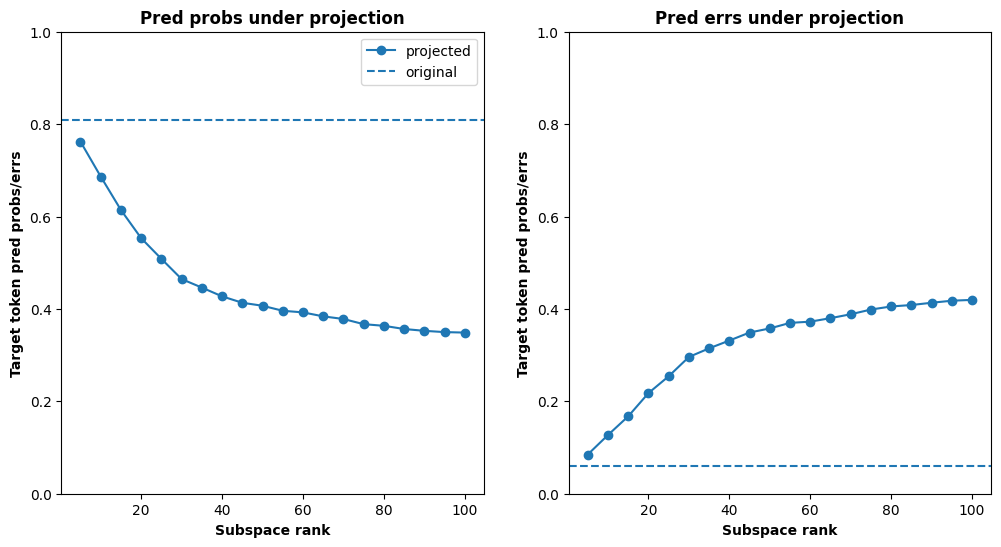 Pred probs under projection
Target token pred probs/errs
1.0
0.8
0.6
0.4
0.2
0.0
projected
original
20 40 60 80 100
Subspace rank
Pred errs under projection
Target token pred probs/errs
1.0
0.8
0.6
0.4
0.2
0.0
20 40 60 80 100
Subspace rank